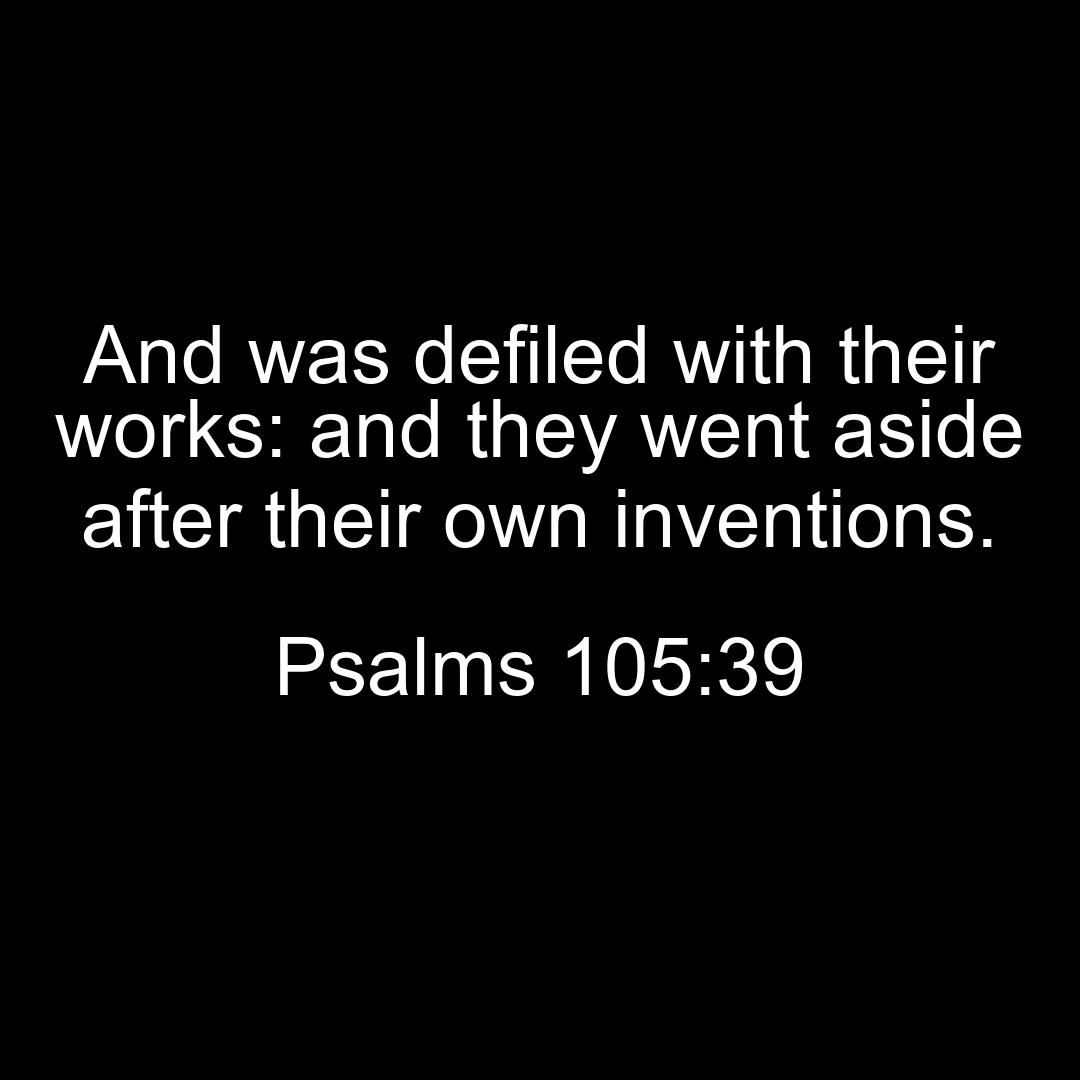 And was defiled with their
works: and they went aside
after their own inventions.
Psalms 105:39